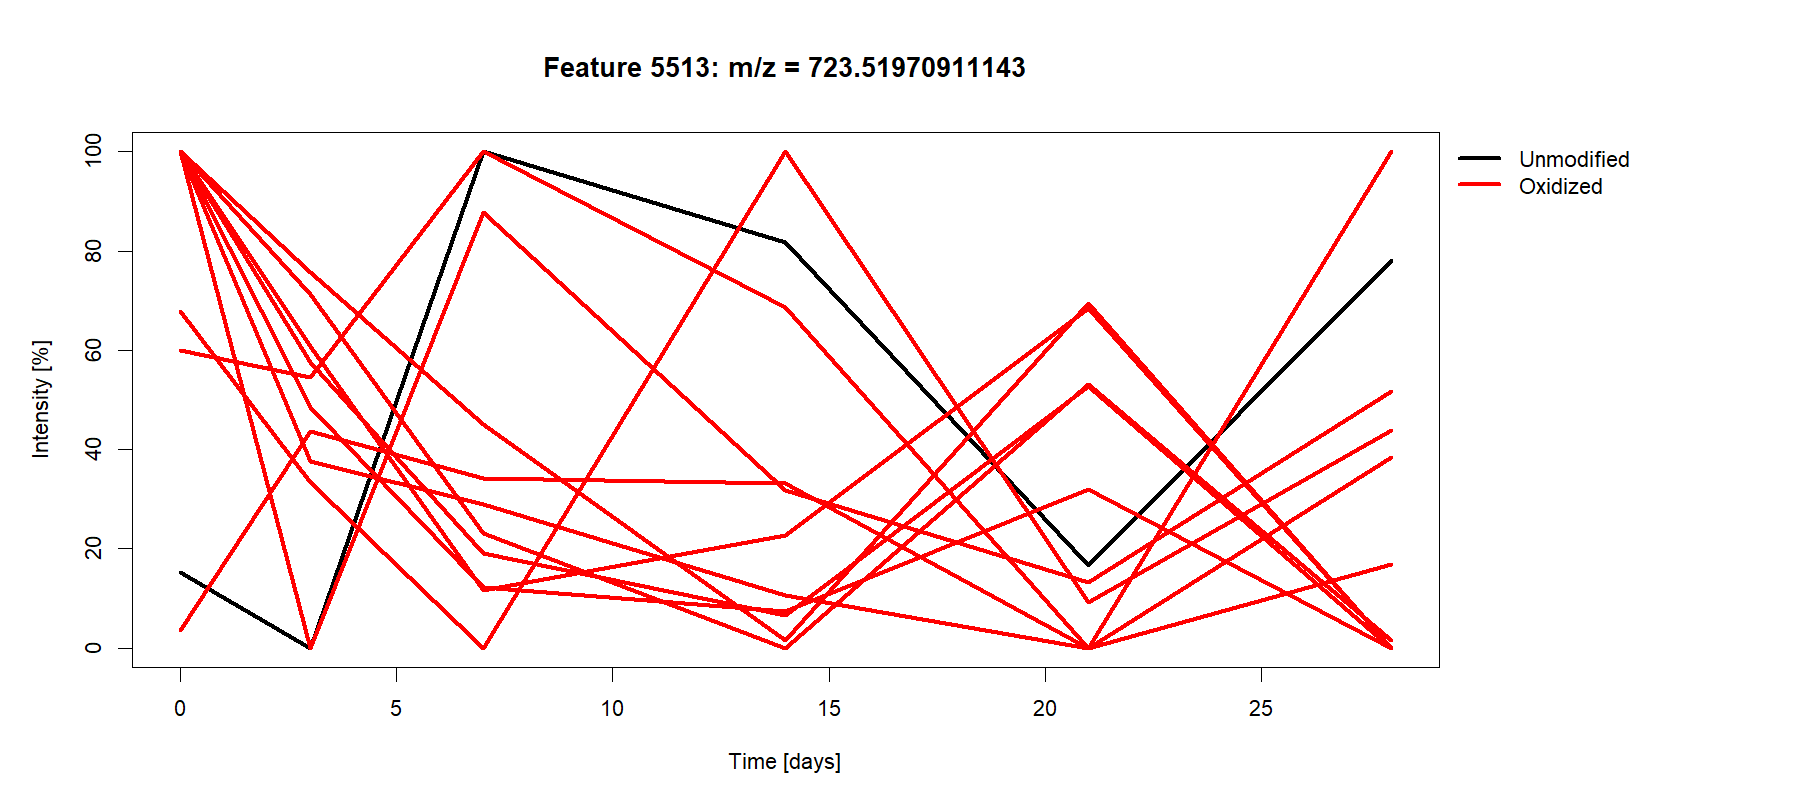 Feature 5513: m/z = 723.51970911143
Unmodified
Oxidized
Intensity [%]
100
80
60
40
20
0
0 5 10 15 20 25
Time [days]